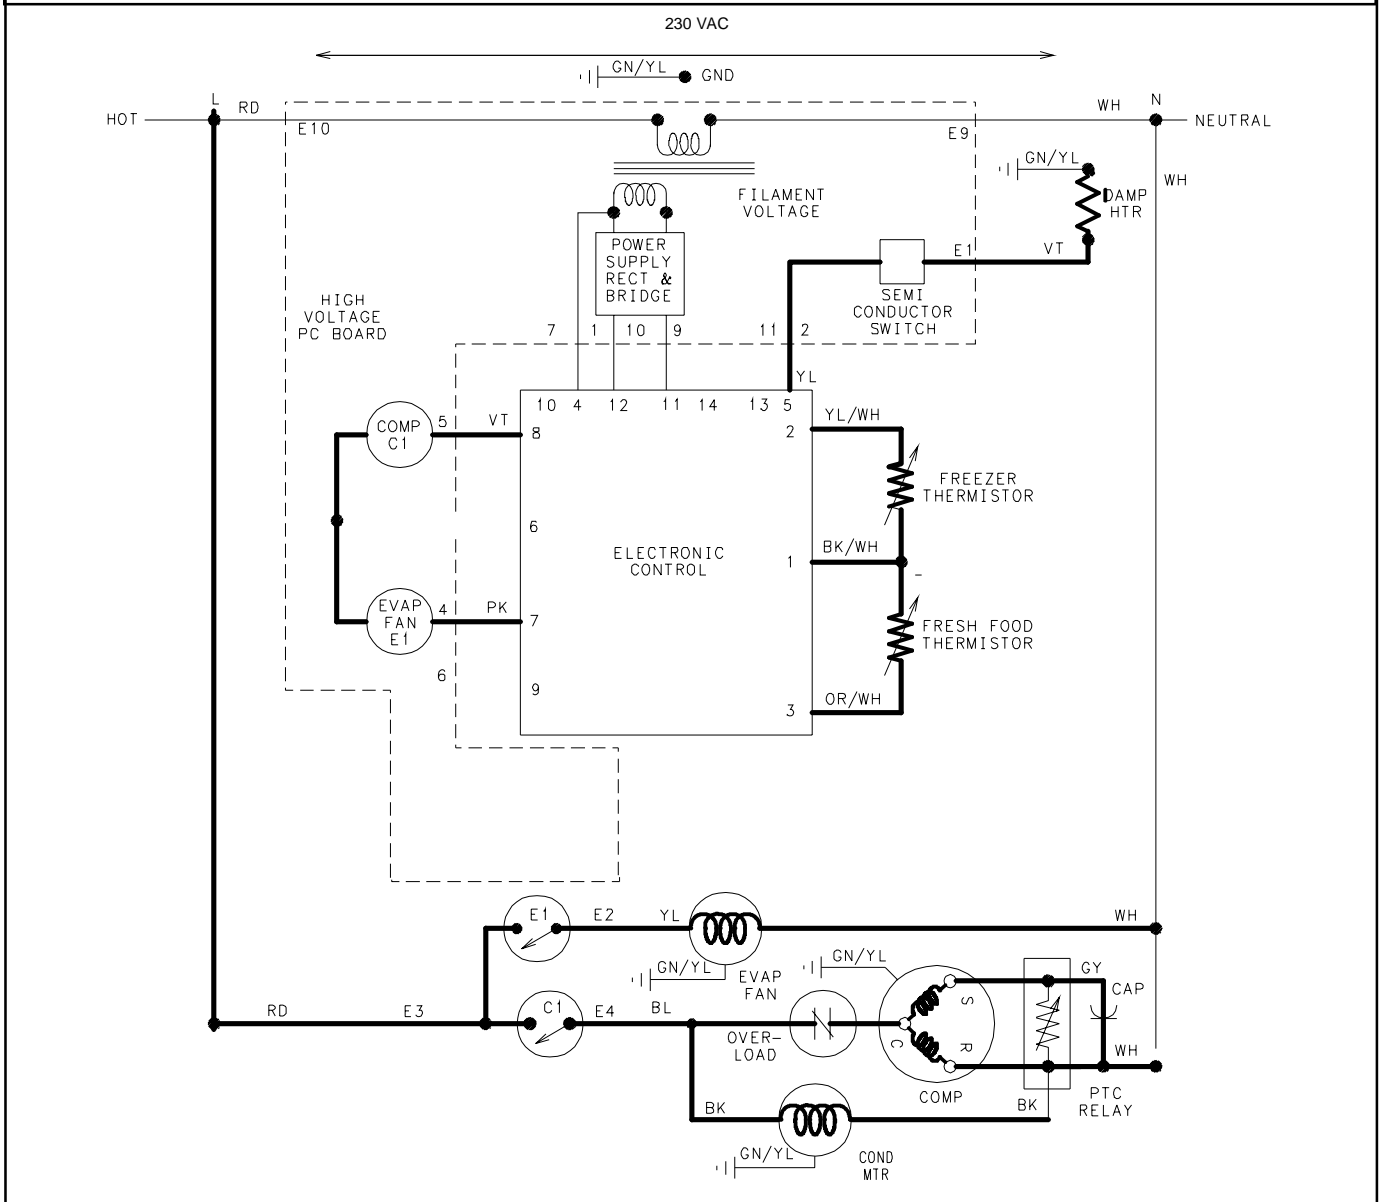 230 VAC
GN/YL GND
L
RD
WH
N
HOT
E10
E9
NEUTRAL
GN/YL
WH
DAMP
HTR
FILAMENT
VOLTAGE
POWER
SUPPLY
RECT &
BRIDGE
E1
VT
SEMI
CONDUCTOR
SWITCH
HIGH
VOLTAGE
PC BOARD
7 1 10 9 11 2
YL
10 4 12 11 14 13 5
COMP
C1
5 VT 8
2 YL/WH
FREEZER
THERMISTOR
6
ELECTRONIC
CONTROL
1 BK/WH
EVAP
FAN
E1
4 PK 7
FRESH FOOD
THERMISTOR
6 9
3 OR/WH
E1 E2 YL WH
GN/YL
EVAP
FAN
GN/YL
RD E3 C1 E4 BL
OVER-
LOAD
S
C
R
COMP
GY
CAP
WH
PTC
RELAY
BK
BK
GN/YL
COND
MTR